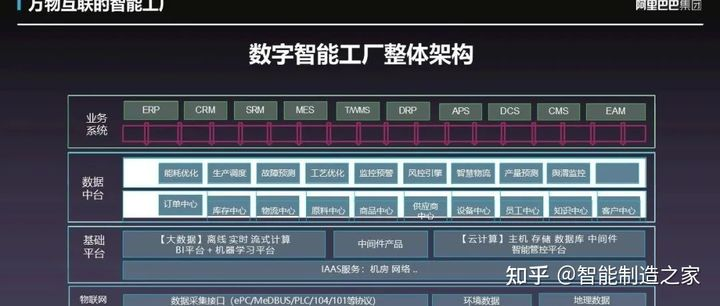 万物互联的智能工厂
阿里巴巴集团
数字智能工厂整体架构
业务
系统
ERP CRM SRM MES T/WMS DRP APS DCS CMS EAM
数据
中台
能耗优化 生产调度 故障预测 工艺优化 监控预警 风控引擎 智慧物流 产量预测 舆情监控
订单中心 库存中心 物流中心 原料中心 商品中心 供应商
中心 设备中心 员工中心 知识中心 客户中心
基础
平台
【大数据】离线 实时 流式计算
BI平台 + 机器学习平台
中间件产品
【云计算】主机 存储 数据库 中间件
智能管控平台
IAAS服务：机房 网络 . .
物联网
数据采集接口（ePC/MeDBUS/PLC/104/101等协议)
环境数据
地理数据
知乎 @智能制造之家